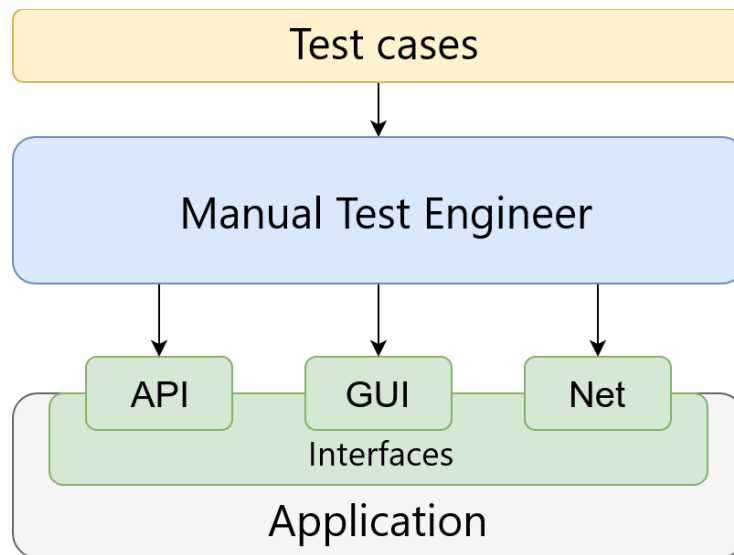 Test cases
Manual Test Engineer
API
GUI
Net
Interfaces
Application